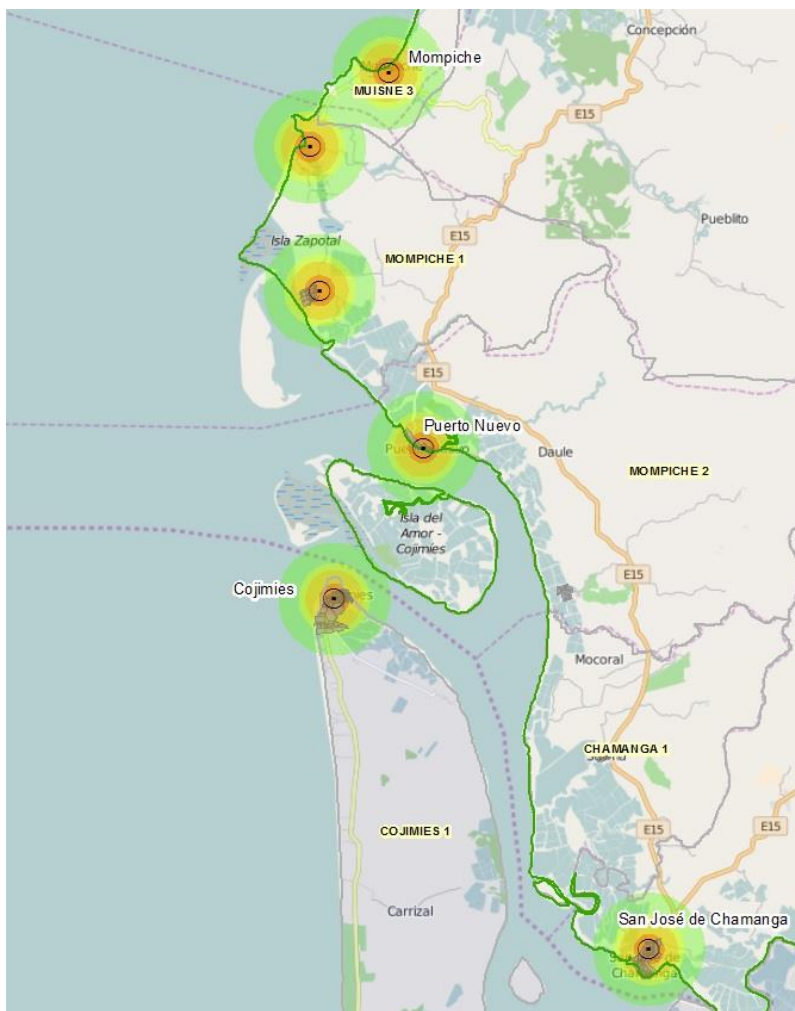 Concepción
Mompiche
MUISNE 3
E15
Pueblito
Isla Zapotal
E15
MOMPICHE 1
E15
Puerto Nuevo
Daule
MOMPICHE 2
Isla del
Amor -
Cojimies
E15
Cojimies
Mocoral
CHAMANGA 1
COJIMIES 1
E15
E15
Carrizal
San José de Chamanga